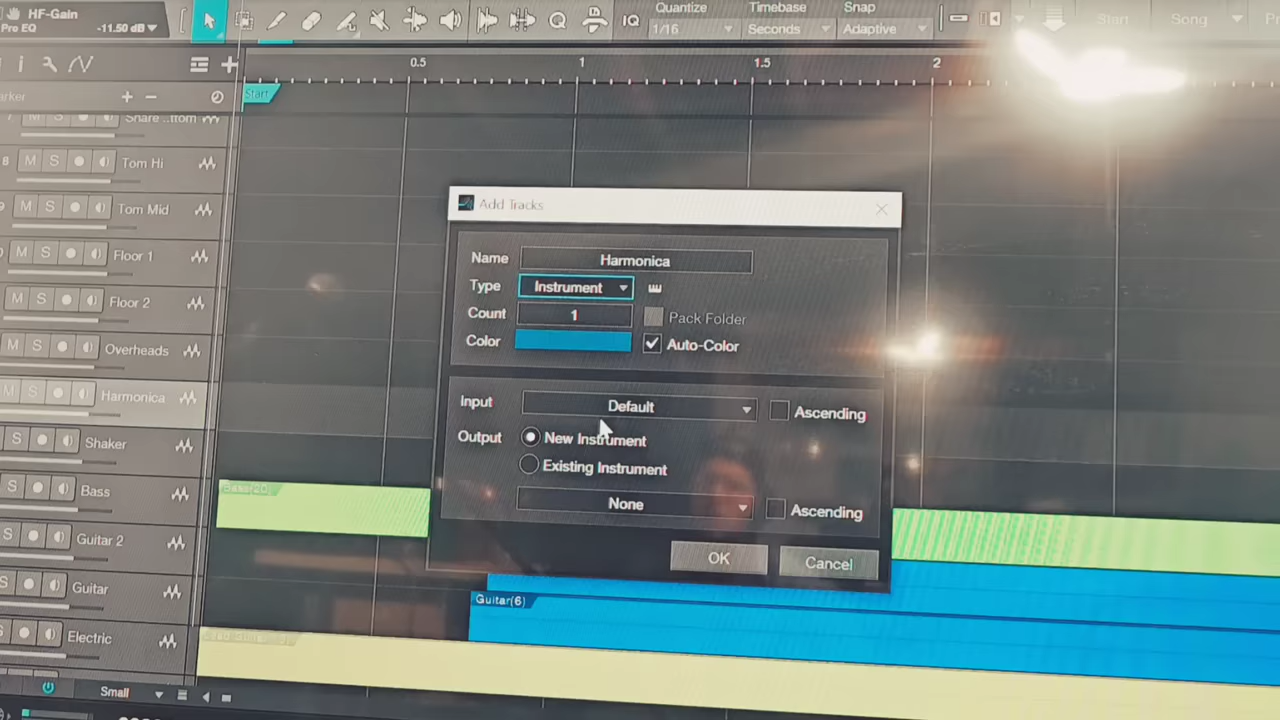 HF-Gain
Pro EQ -11.50 dB
Quantize Timebase Snap
1/16 Seconds Adaptive
IQ
Start Song
0.5 1 1.5 2
Start
8 M S Tom Hi
M S Tom Mid
M S Floor 1
M S Floor 2
M S Overheads
M S Harmonica
S Shaker
S Bass
S Guitar 2
S Guitar
S Electric
Small
Add Tracks
Name Harmonica
Type Instrument
Count 1 Pack Folder
Color Auto-Color
Input Default Ascending
Output New Instrument
Existing Instrument
None Ascending
OK Cancel
Guitar(6)